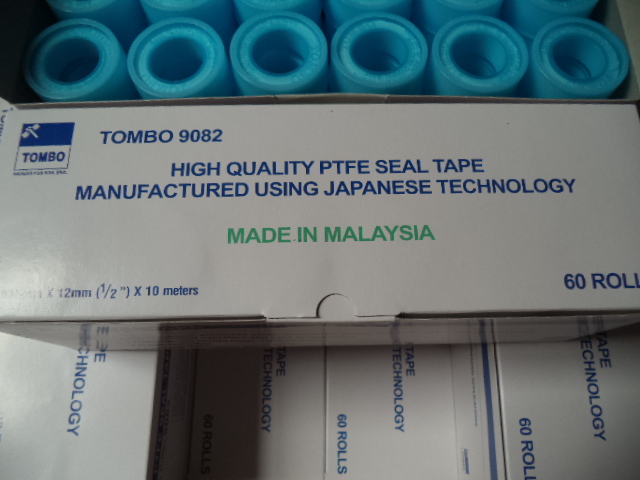 TOMBO
TOMBO 9082
HIGH QUALITY PTFE SEAL TAPE
MANUFACTURED USING JAPANESE TECHNOLOGY
MADE IN MALAYSIA
X 12mm (1/2") X 10 meters
60 ROLL
TECHNOLOGY
TAPE
TECHNOLOGY
60 ROLLS
TAPE
TECHNOLOGY
60 ROLLS
TAPE
TECHNOLOGY
60 ROLLS